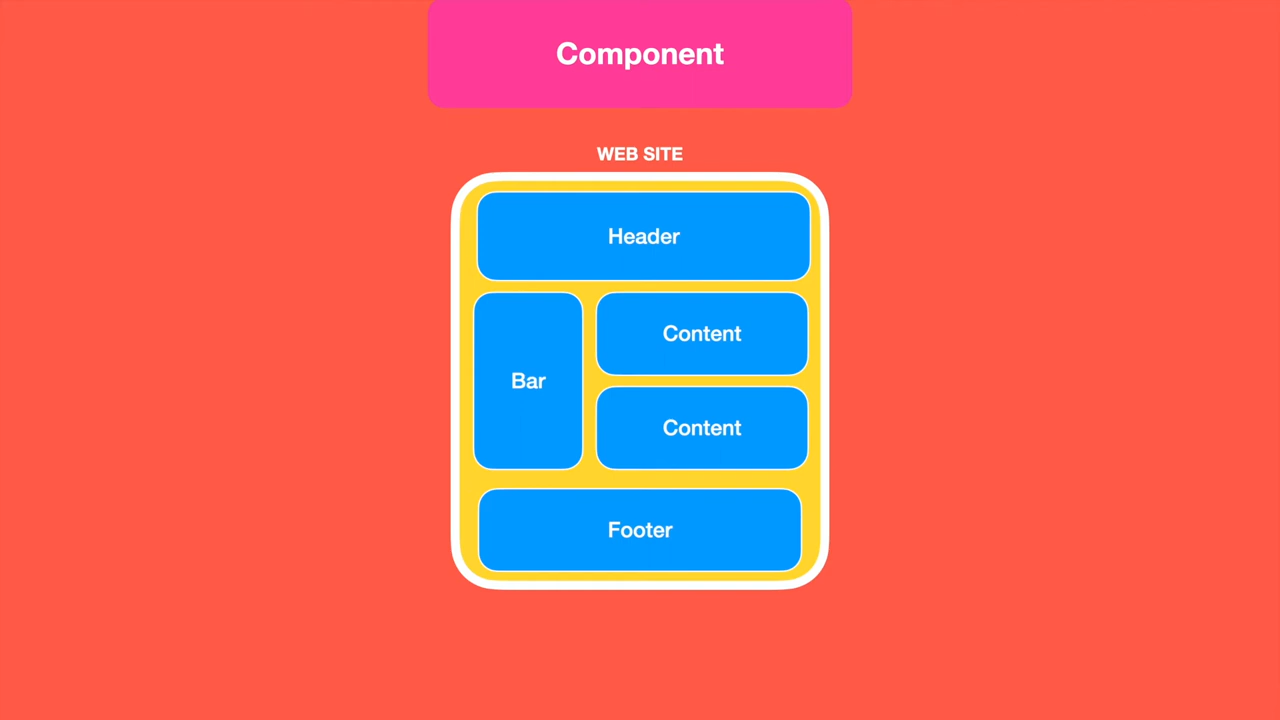 Component
WEB SITE
Header
Bar
Content
Content
Footer